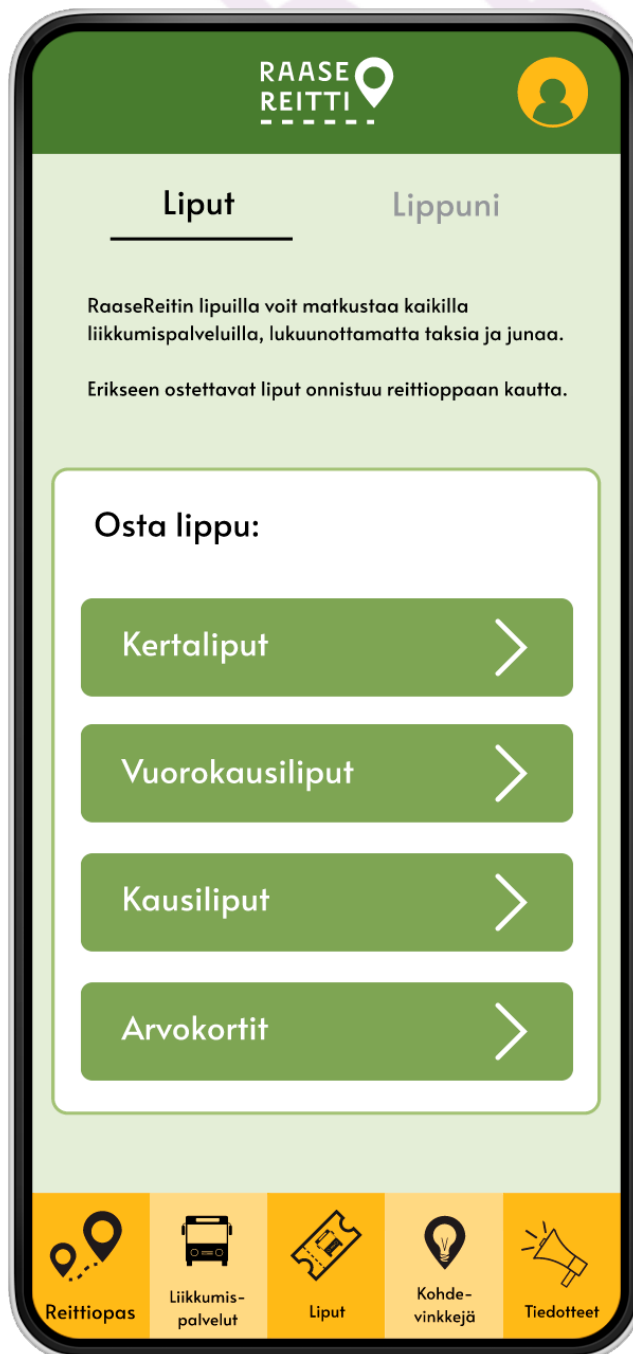 RAASE
REITTI
Liput
Lippuni
RaaseReitin lipuilla voit matkustaa kaikilla
liikkumispalveluilla, lukuunottamatta taksia ja junaa.
Erikseen ostettavat liput onnistuu reittioppaan kautta.
Osta lippu:
Kertaliput
Vuorokausiliput
Kausiliput
Arvokortit
Reittiopas
Liikkumis-
palvelut
Liput
Kohde-
vinkkejä
Tiedotteet